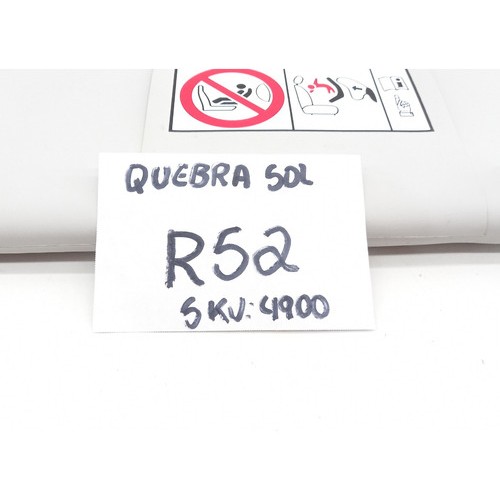 QUEBRA SOL
R52
SKU: 4900